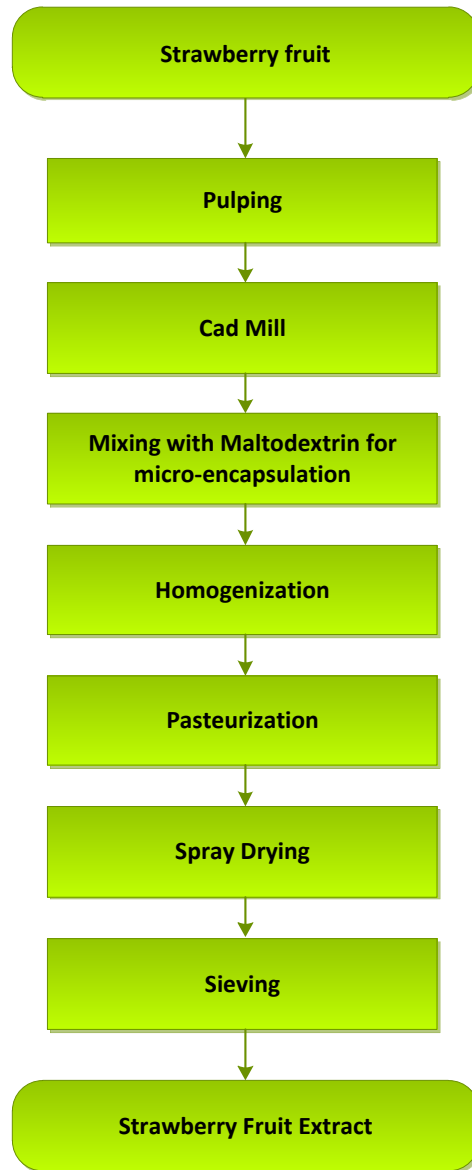 Strawberry fruit
Pulping
Cad Mill
Mixing with Maltodextrin for
micro-encapsulation
Homogenization
Pasteurization
Spray Drying
Sieving
Strawberry Fruit Extract